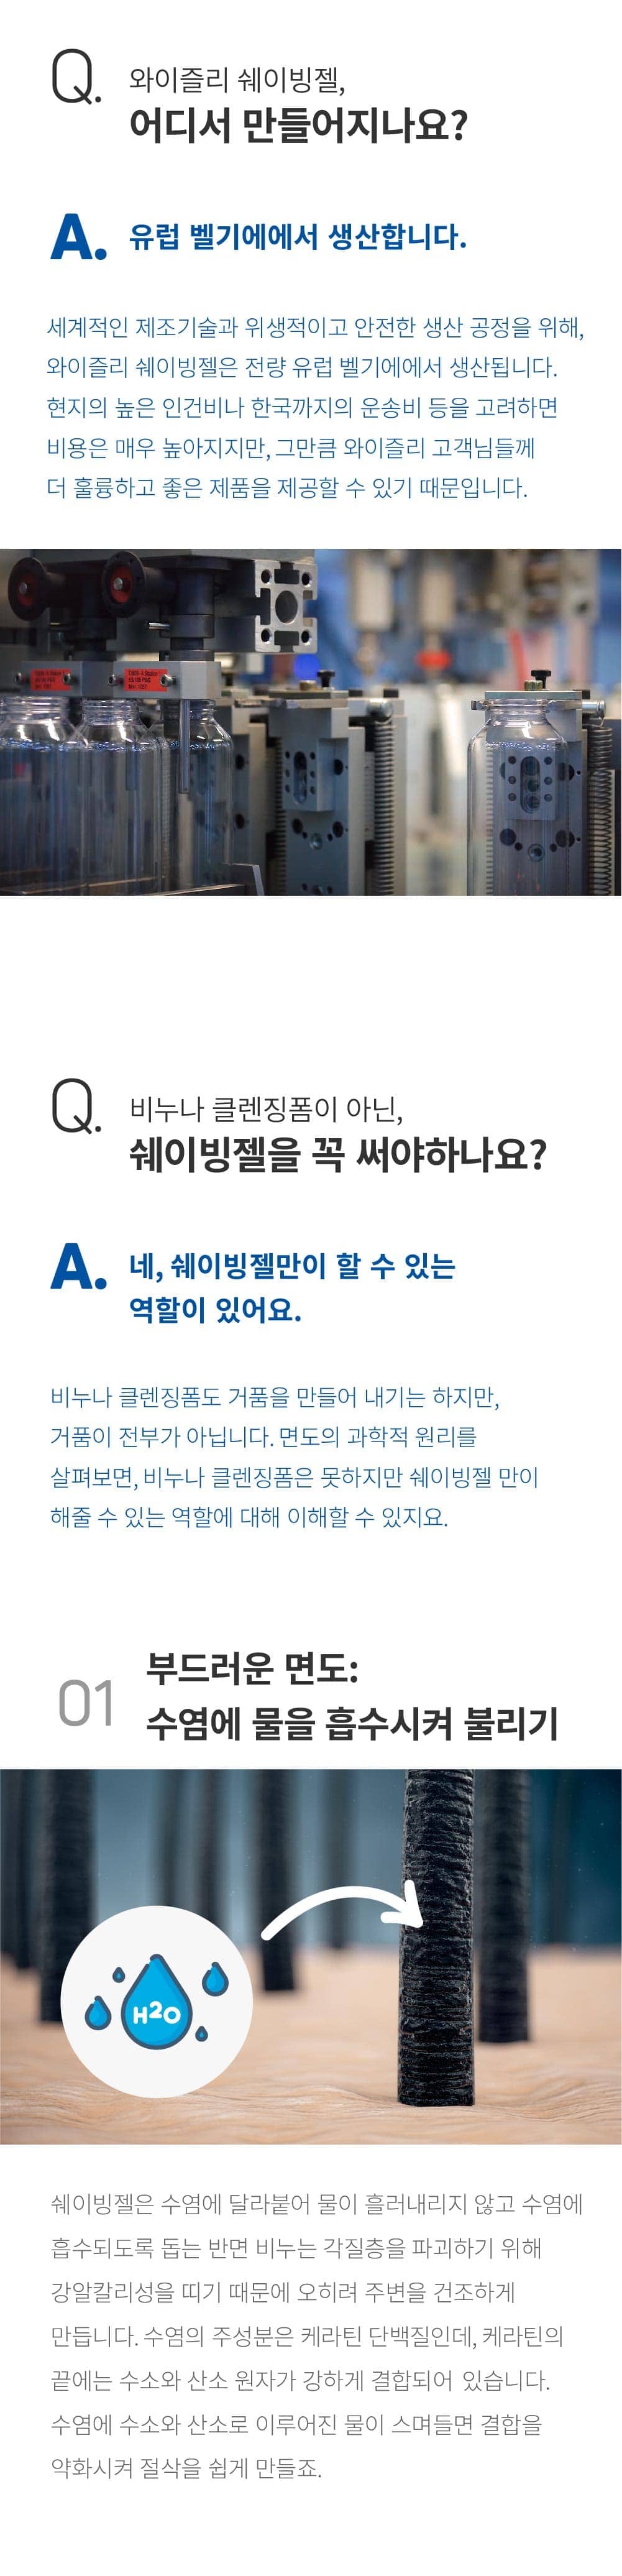 Q.
와이즐리 쉐이빙젤,
어디서 만들어지나요?
A.
유럽 벨기에에서 생산합니다.
세계적인 제조기술과 위생적이고 안전한 생산 공정을 위해,
와이즐리 쉐이빙젤은 전량 유럽 벨기에에서 생산됩니다.
현지의 높은 인건비나 한국까지의 운송비 등을 고려하면
비용은 매우 높아지지만, 그만큼 와이즐리 고객님들께
더 훌륭하고 좋은 제품을 제공할 수 있기 때문입니다.
Q.
비누나 클렌징폼이 아닌,
쉐이빙젤을 꼭 써야하나요?
A.
네, 쉐이빙젤만이 할 수 있는
역할이 있어요.
비누나 클렌징폼도 거품을 만들어 내기는 하지만,
거품이 전부가 아닙니다. 면도의 과학적 원리를
살펴보면, 비누나 클렌징폼은 못하지만 쉐이빙젤 만이
해줄 수 있는 역할에 대해 이해할 수 있지요.
01
부드러운 면도:
수염에 물을 흡수시켜 불리기
H2O
쉐이빙젤은 수염에 달라붙어 물이 흘러내리지 않고 수염에
흡수되도록 돕는 반면 비누는 각질층을 파괴하기 위해
강알칼리성을 띠기 때문에 오히려 주변을 건조하게
만듭니다. 수염의 주성분은 케라틴 단백질인데, 케라틴의
끝에는 수소와 산소 원자가 강하게 결합되어 있습니다.
수염에 수소와 산소로 이루어진 물이 스며들면 결합을
약화시켜 절삭을 쉽게 만들죠.